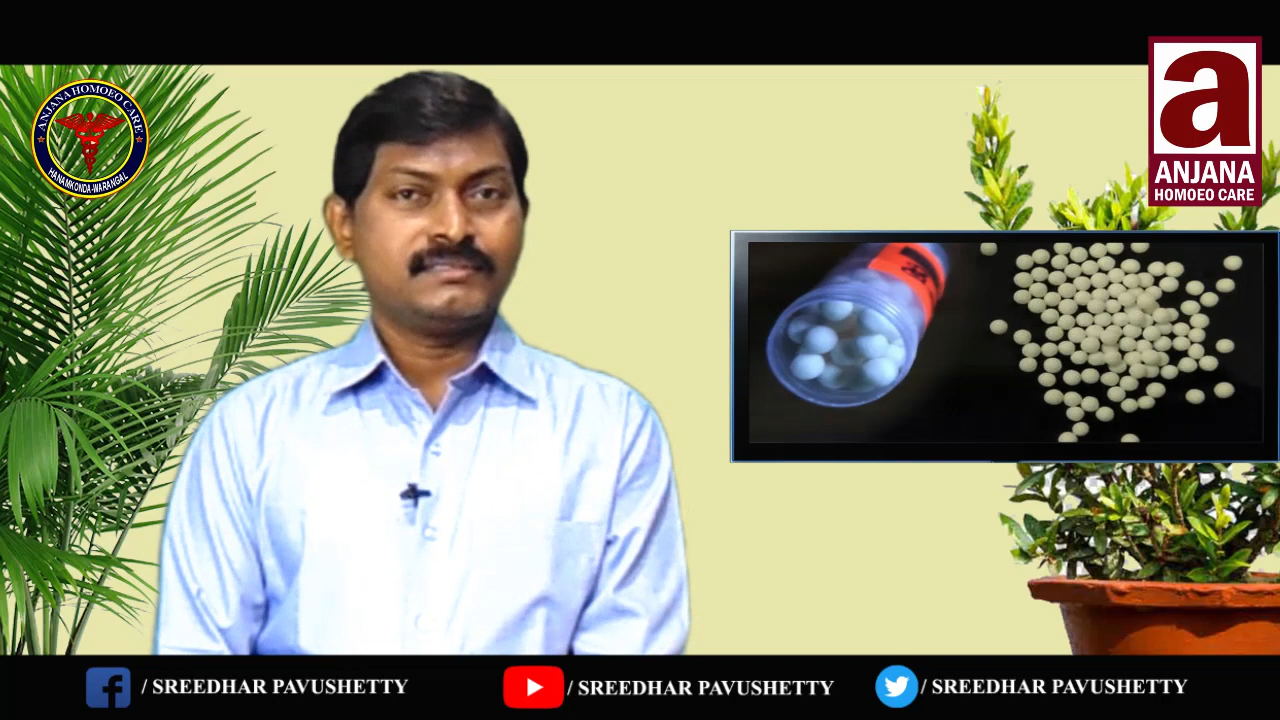 ANJANA HOMOEO CARE
HANAMKONDA-WARANGAL
a
ANJANA
HOMOEO CARE
/ SREEDHAR PAVUSHETTY
/ SREEDHAR PAVUSHETTY
/ SREEDHAR PAVUSHETTY